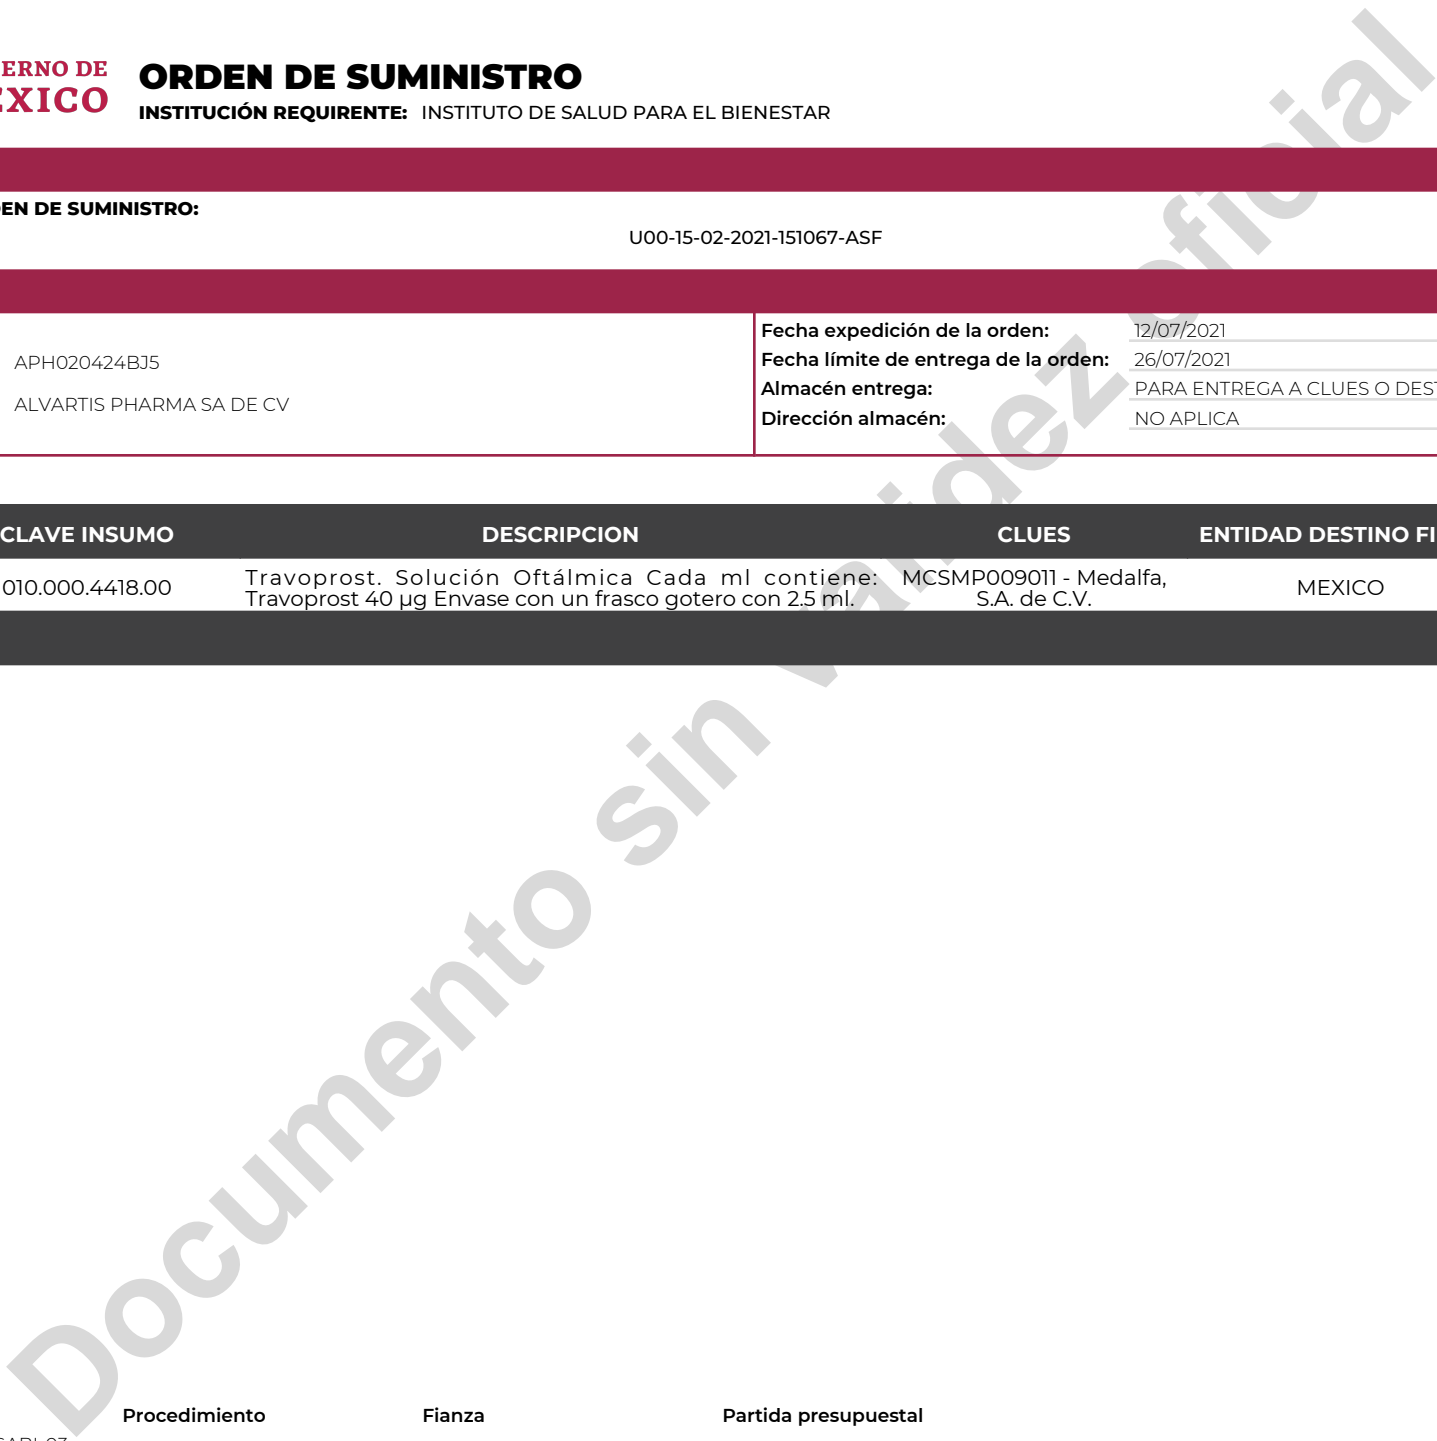 ERNO DE
ORDEN DE SUMINISTRO
EXICO
INSTITUCIÓN REQUIRENTE: INSTITUTO DE SALUD PARA EL BIENESTAR
EN DE SUMINISTRO:
U00-15-02-2021-151067-ASF
APH020424BJ5
ALVARTIS PHARMA SA DE CV
Fecha expedición de la orden: 12/07/2021
Fecha límite de entrega de la orden: 26/07/2021
Almacén entrega: PARA ENTREGA A CLUES O DES
Dirección almacén: NO APLICA
CLAVE INSUMO DESCRIPCION CLUES ENTIDAD DESTINO FI
010.000.4418.00
Travoprost. Solución Oftálmica Cada ml contiene:
Travoprost 40 µg Envase con un frasco gotero con 2.5 ml.
MCSMP009011 - Medalfa,
S.A. de C.V.
MEXICO
Documento sin validez oficial
Procedimiento Fianza Partida presupuestal